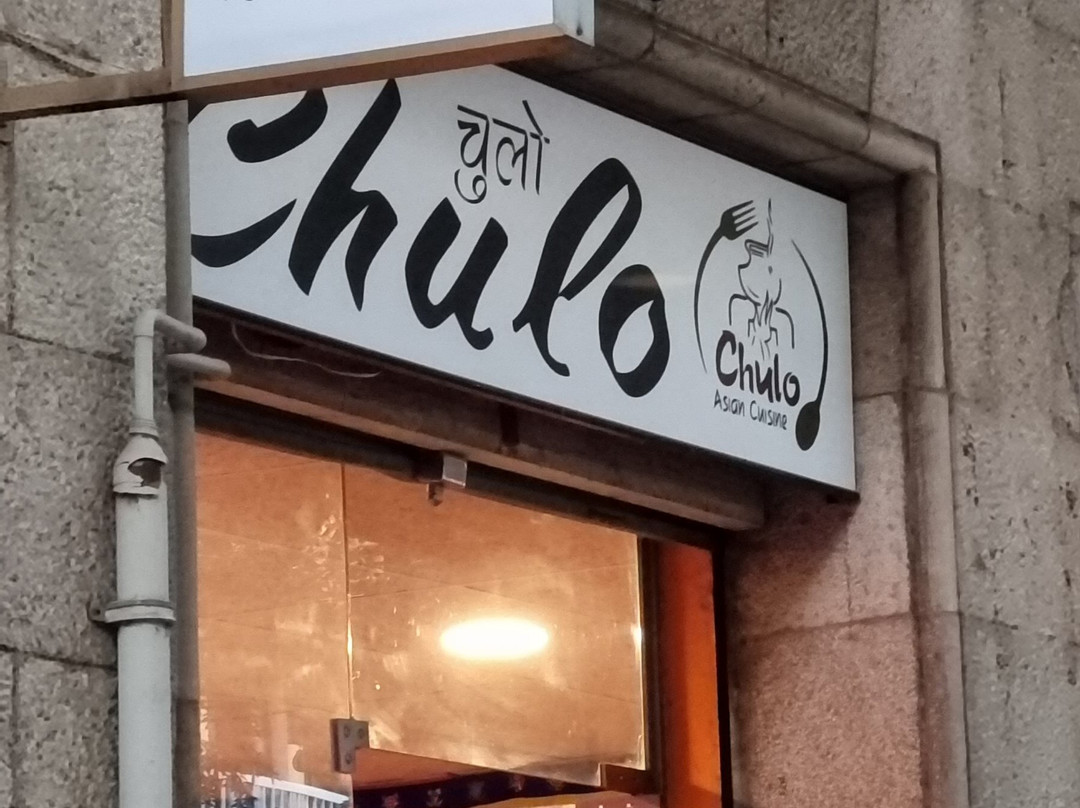 चुलो
Chulo
Chulo
Asian Cuisine